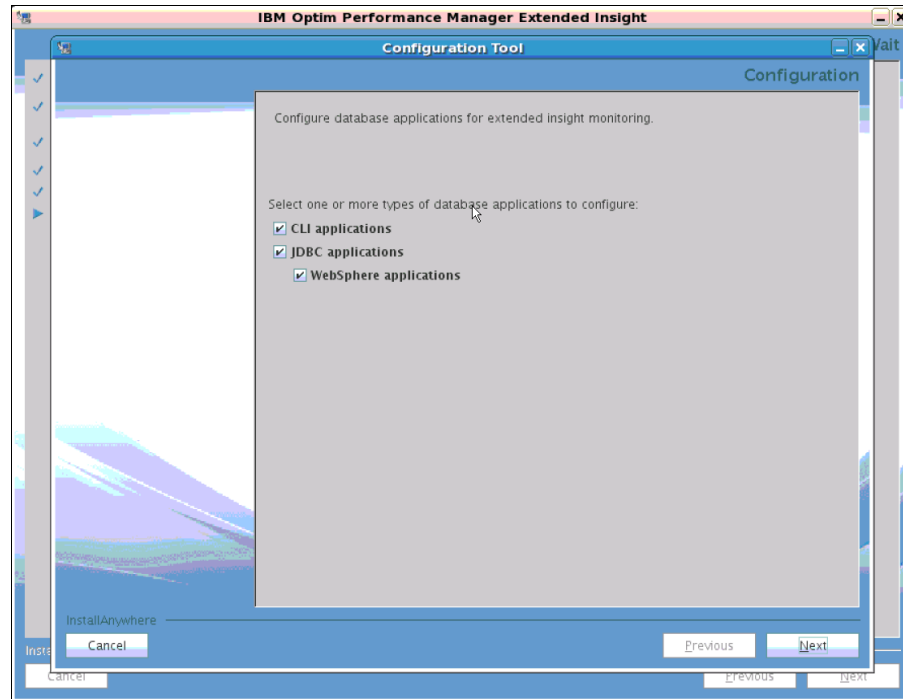 IBM Optim Performance Manager Extended Insight
Configuration Tool
Wait
Configuration
Configure database applications for extended insight monitoring.
Select one or more types of database applications to configure:
CLI applications
JDBC applications
WebSphere applications
InstallAnywhere
Cancel
Previous
Next
Insta
Cancel
Previous
Next